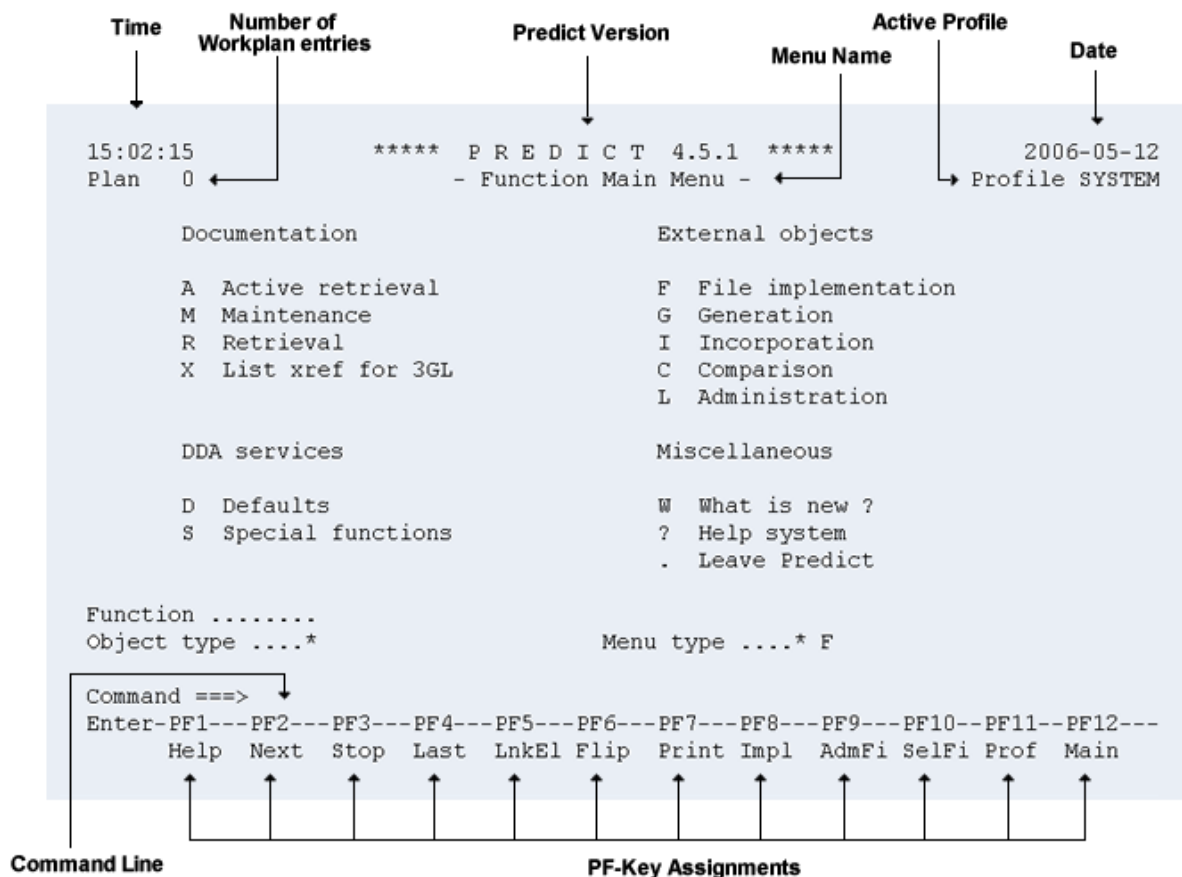 Time
Number of
Workplan entries
Predict Version
Menu Name
Active Profile
Date
15:02:15 ***** P R E D I C T 4.5.1 ***** 2006-05-12
Plan 0 - Function Main Menu - Profile SYSTEM
Documentation External objects
A Active retrieval F File implementation
M Maintenance G Generation
R Retrieval I Incorporation
X List xref for 3GL C Comparison
L Administration
DDA services Miscellaneous
D Defaults W What is new ?
S Special functions ? Help system
. Leave Predict
Function ........
Object type ....* Menu type ....* F
Command ===>
Enter-PF1---PF2---PF3---PF4---PF5---PF6---PF7---PF8---PF9---PF10--PF11--PF12---
Help Next Stop Last LnkEl Flip Print Impl AdmFi SelFi Prof Main
Command Line
PF-Key Assignments